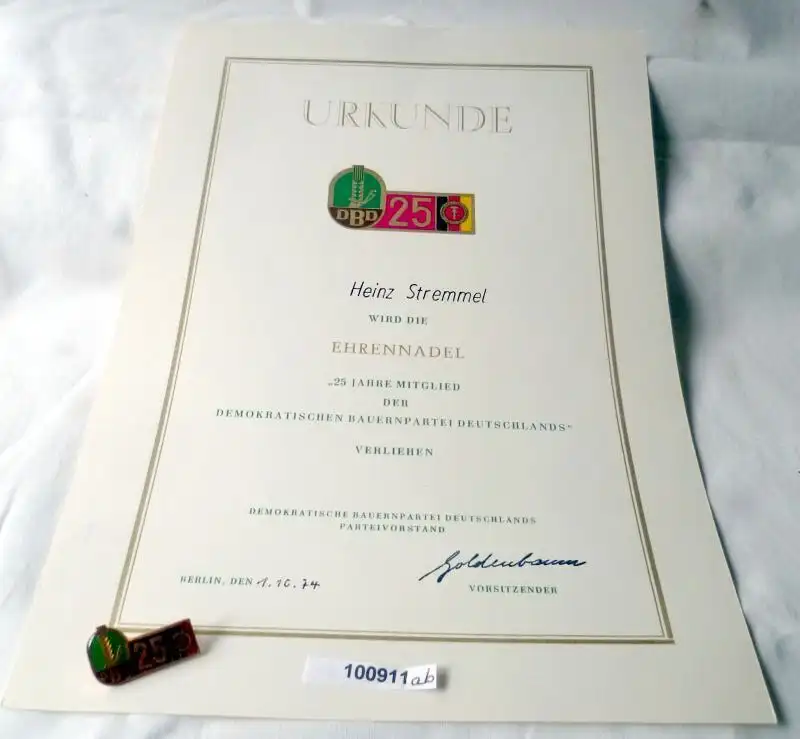 URKUNDE
DBD 25
Heinz Stremmel
WIRD DIE
EHRENNADEL
„25 JAHRE MITGLIED
DER
DEMOKRATISCHEN BAUERNPARTEI DEUTSCHLANDS“
VERLIEHEN
DEMOKRATISCHE BAUERNPARTEI DEUTSCHLANDS
PARTEIVORSTAND
Goldenbaum
BERLIN, DEN 1.10.74
VORSITZENDER
25
100911ab